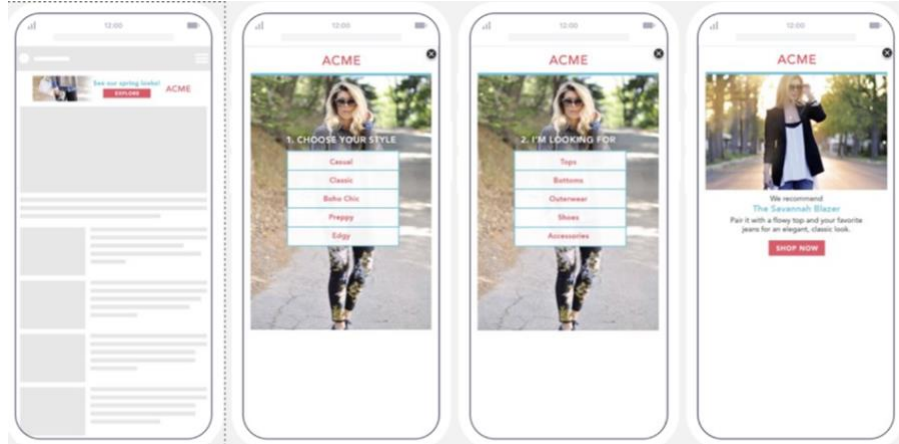 12:00
See our spring looks!
EXPLORE
ACME
12:00
ACME
1. CHOOSE YOUR STYLE
Casual
Classic
Boho Chic
Preppy
Edgy
12:00
ACME
2. I'M LOOKING FOR
Tops
Bottoms
Outerwear
Shoes
Accessories
12:00
ACME
We recommend
The Savannah Blazer
Pair it with a flowy top and your favorite
jeans for an elegant, classic look.
SHOP NOW